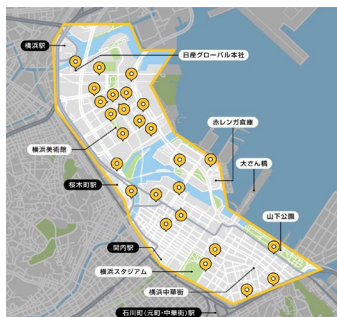 横浜駅
日産グローバル本社
赤レンガ倉庫
大さん橋
横浜美術館
桜木町駅
山下公園
関内駅
横浜スタジアム
横浜中華街
石川町(元町・中華街)駅